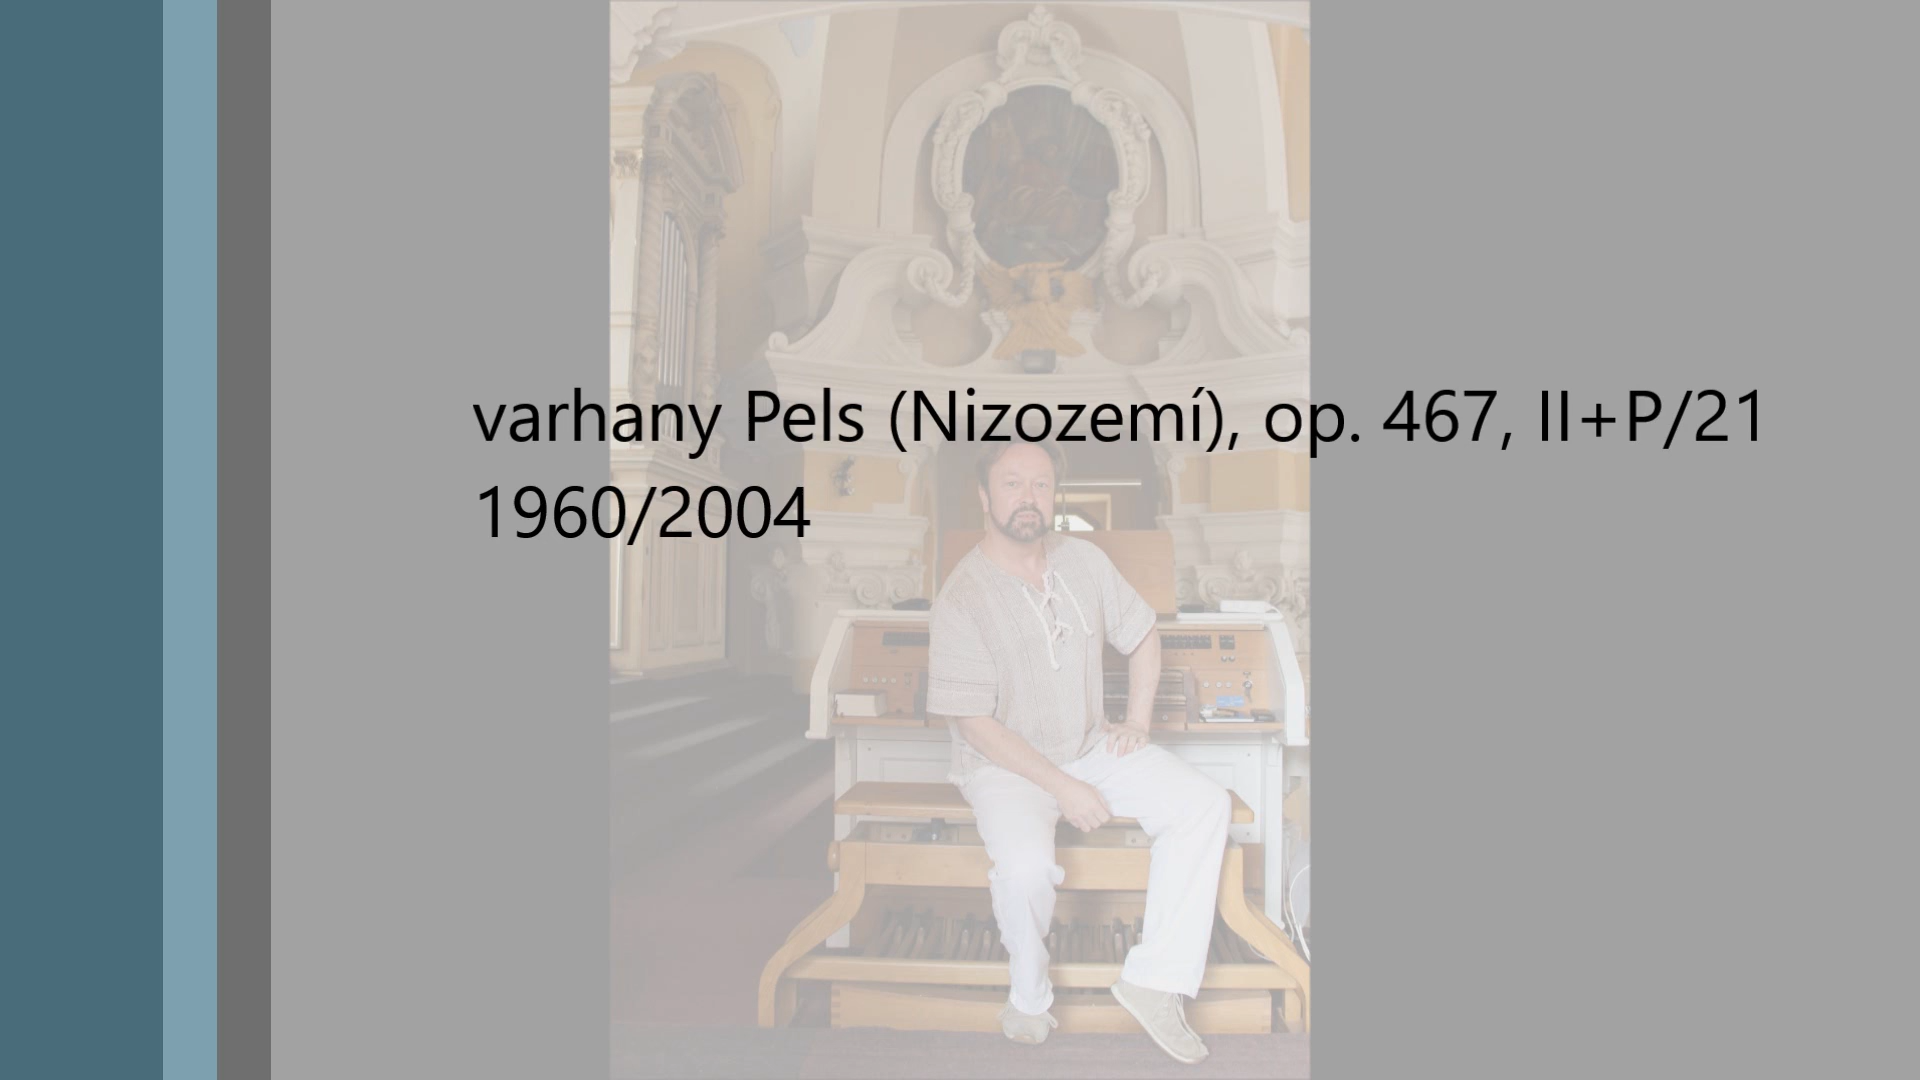 varhany Pels (Nizozemí), op. 467, II+P/21
1960/2004